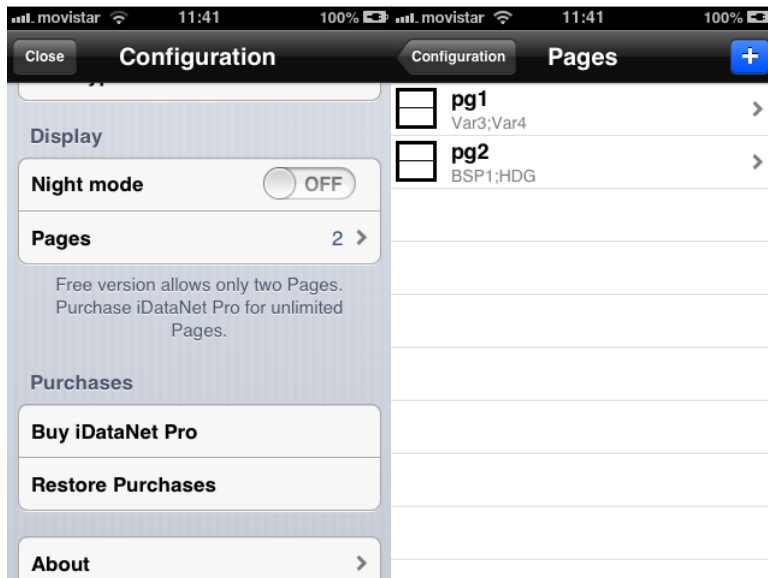 movistar 11:41 100%
Close Configuration
Display
Night mode OFF
Pages 2
Free version allows only two Pages.
Purchase iDataNet Pro for unlimited
Pages.
Purchases
Buy iDataNet Pro
Restore Purchases
About
movistar 11:41 100%
Configuration Pages +
pg1
Var3;Var4
pg2
BSP1;HDG